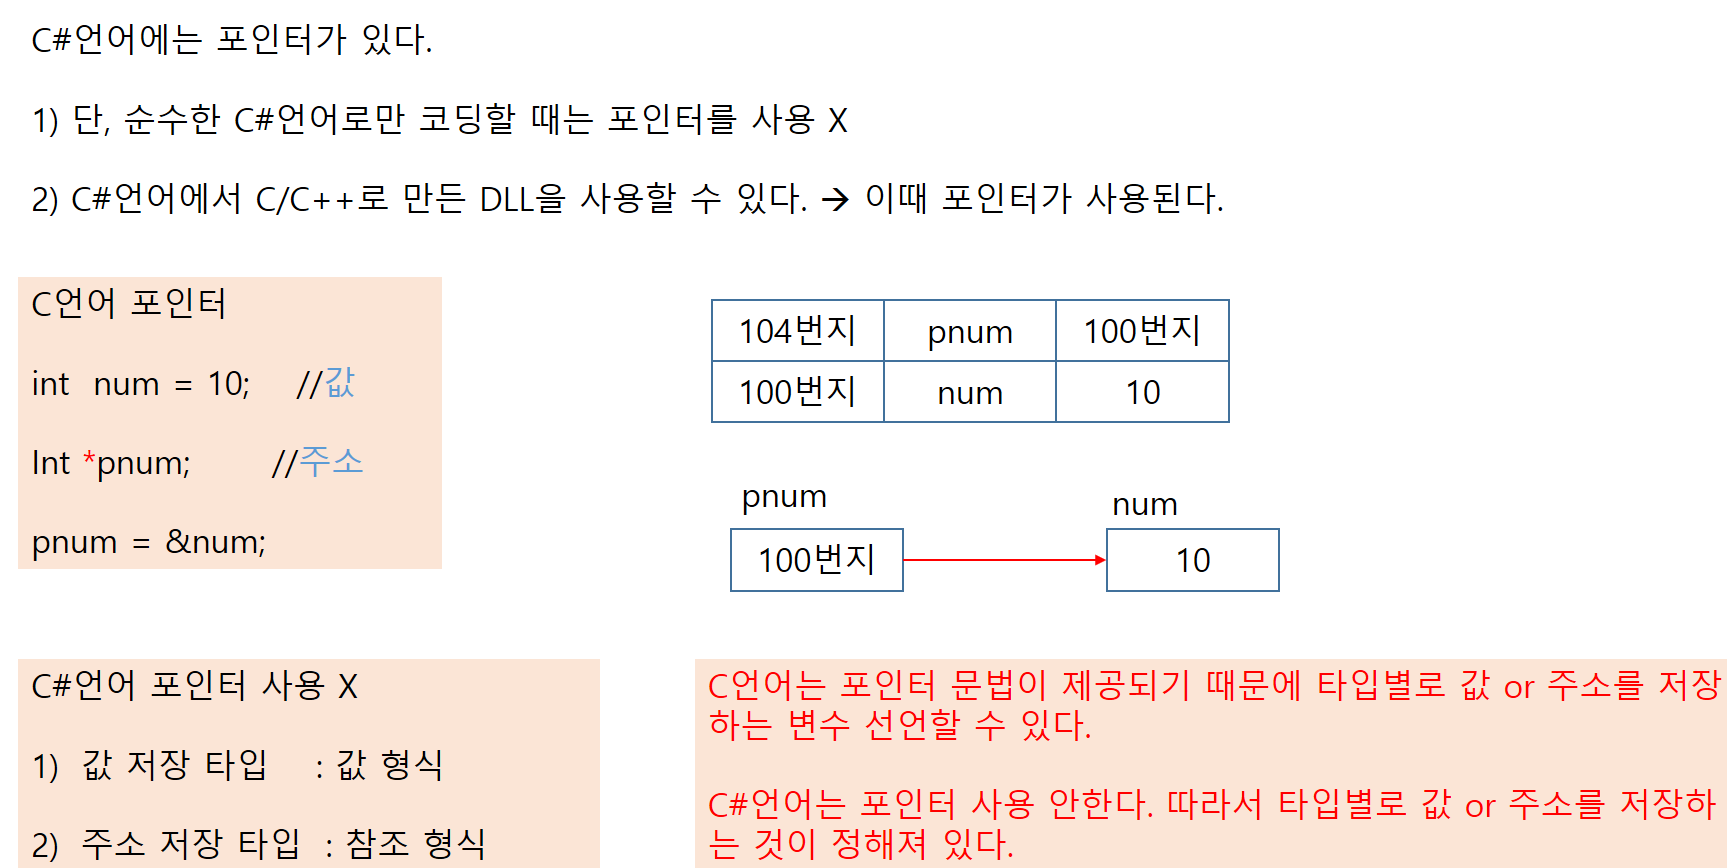 C#언어에는 포인터가 있다.
1) 단, 순수한 C#언어로만 코딩할 때는 포인터를 사용 X
2) C#언어에서 C/C++로 만든 DLL을 사용할 수 있다. → 이때 포인터가 사용된다.
C언어 포인터
int num = 10; //값
Int *pnum; //주소
pnum = &num;
104번지 pnum 100번지
100번지 num 10
pnum num
100번지 10
C#언어 포인터 사용 X
1) 값 저장 타입 : 값 형식
2) 주소 저장 타입 : 참조 형식
C언어는 포인터 문법이 제공되기 때문에 타입별로 값 or 주소를 저장
하는 변수 선언할 수 있다.
C#언어는 포인터 사용 안한다. 따라서 타입별로 값 or 주소를 저장하
는 것이 정해져 있다.